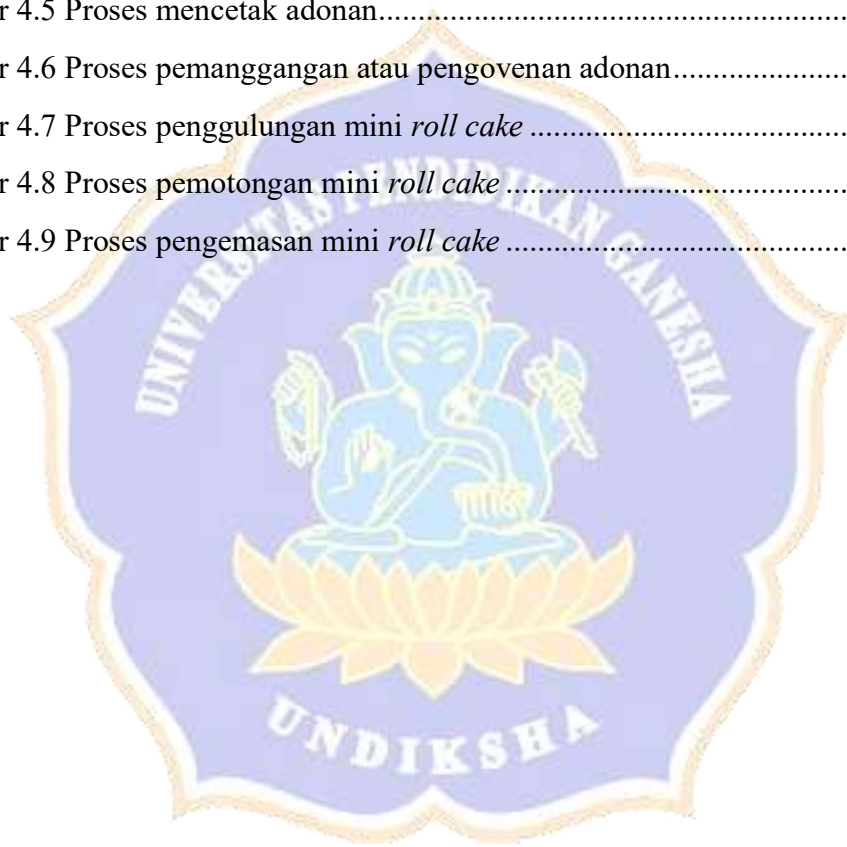 r 4.5 Proses mencetak adonan..........................................................
r 4.6 Proses pemanggangan atau pengovenan adonan......................
r 4.7 Proses penggulungan mini roll cake ........................................
r 4.8 Proses pemotongan mini roll cake ...........................................
r 4.9 Proses pengemasan mini roll cake ...........................................
UNIVERSITAS PENDIDIKAN GANESHA
UNDIKSHA